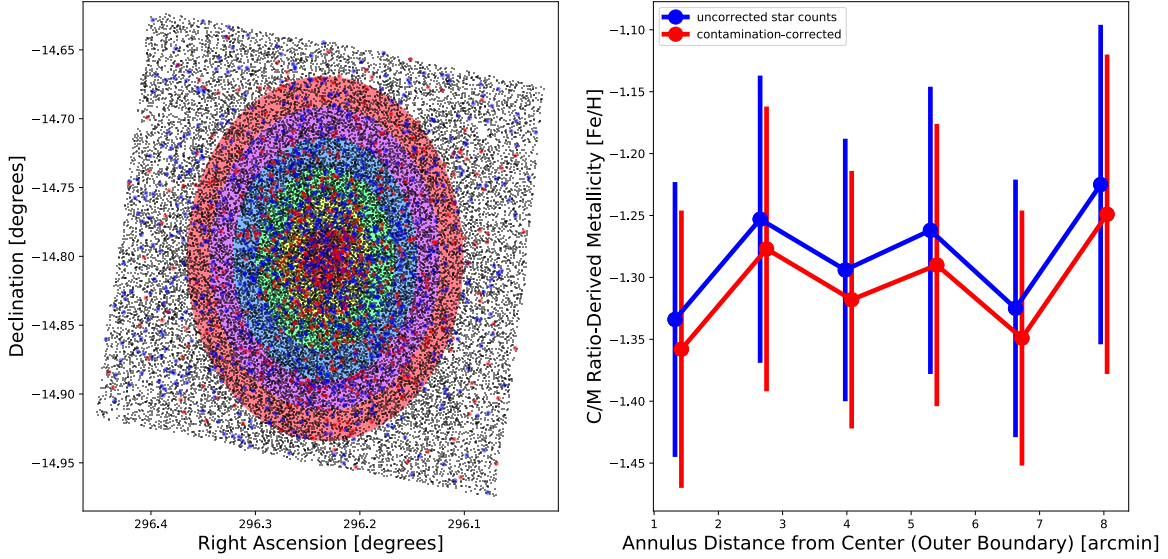 −14.65
−14.70
−14.75
−14.80
−14.85
−14.90
−14.95
Declination [degrees]
296.4 296.3 296.2 296.1
Right Ascension [degrees]
uncorrected star counts
contamination-corrected
−1.10
−1.15
−1.20
−1.25
−1.30
−1.35
−1.40
−1.45
C/M Ratio-Derived Metallicity [Fe/H]
1 2 3 4 5 6 7 8
Annulus Distance from Center (Outer Boundary) [arcmin]